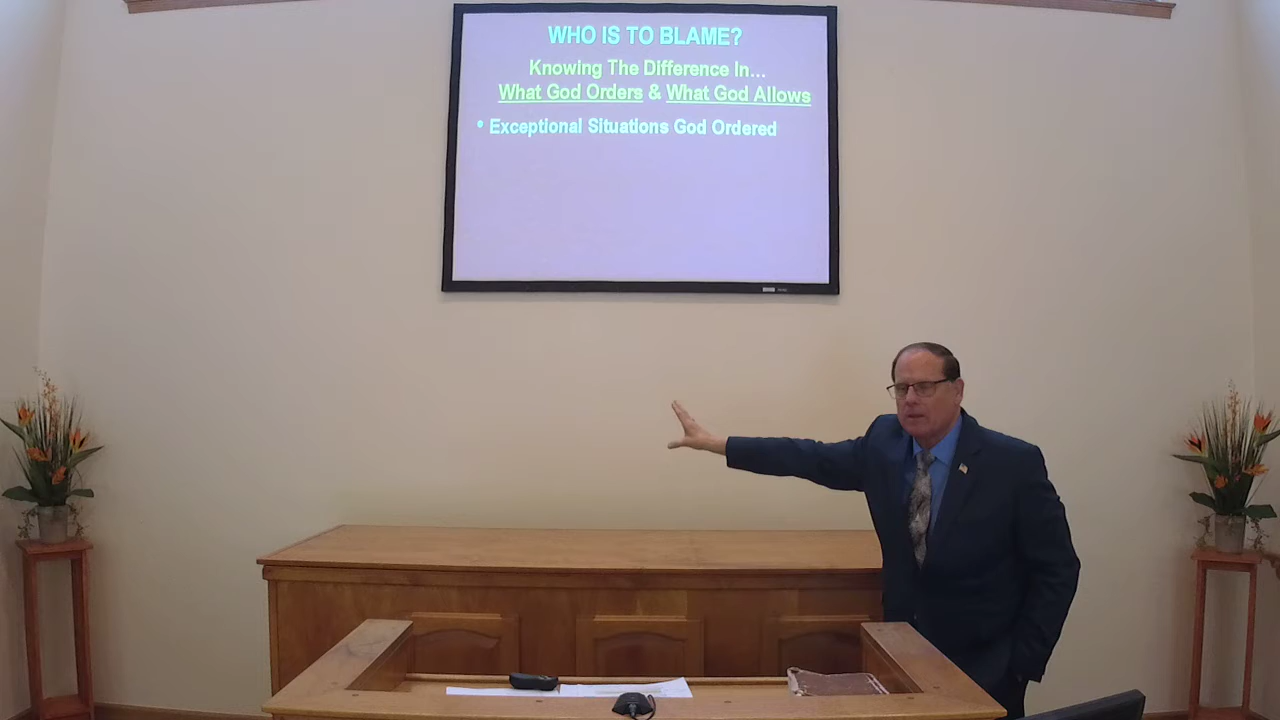 WHO IS TO BLAME?
Knowing The Difference In...
What God Orders & What God Allows
• Exceptional Situations God Ordered